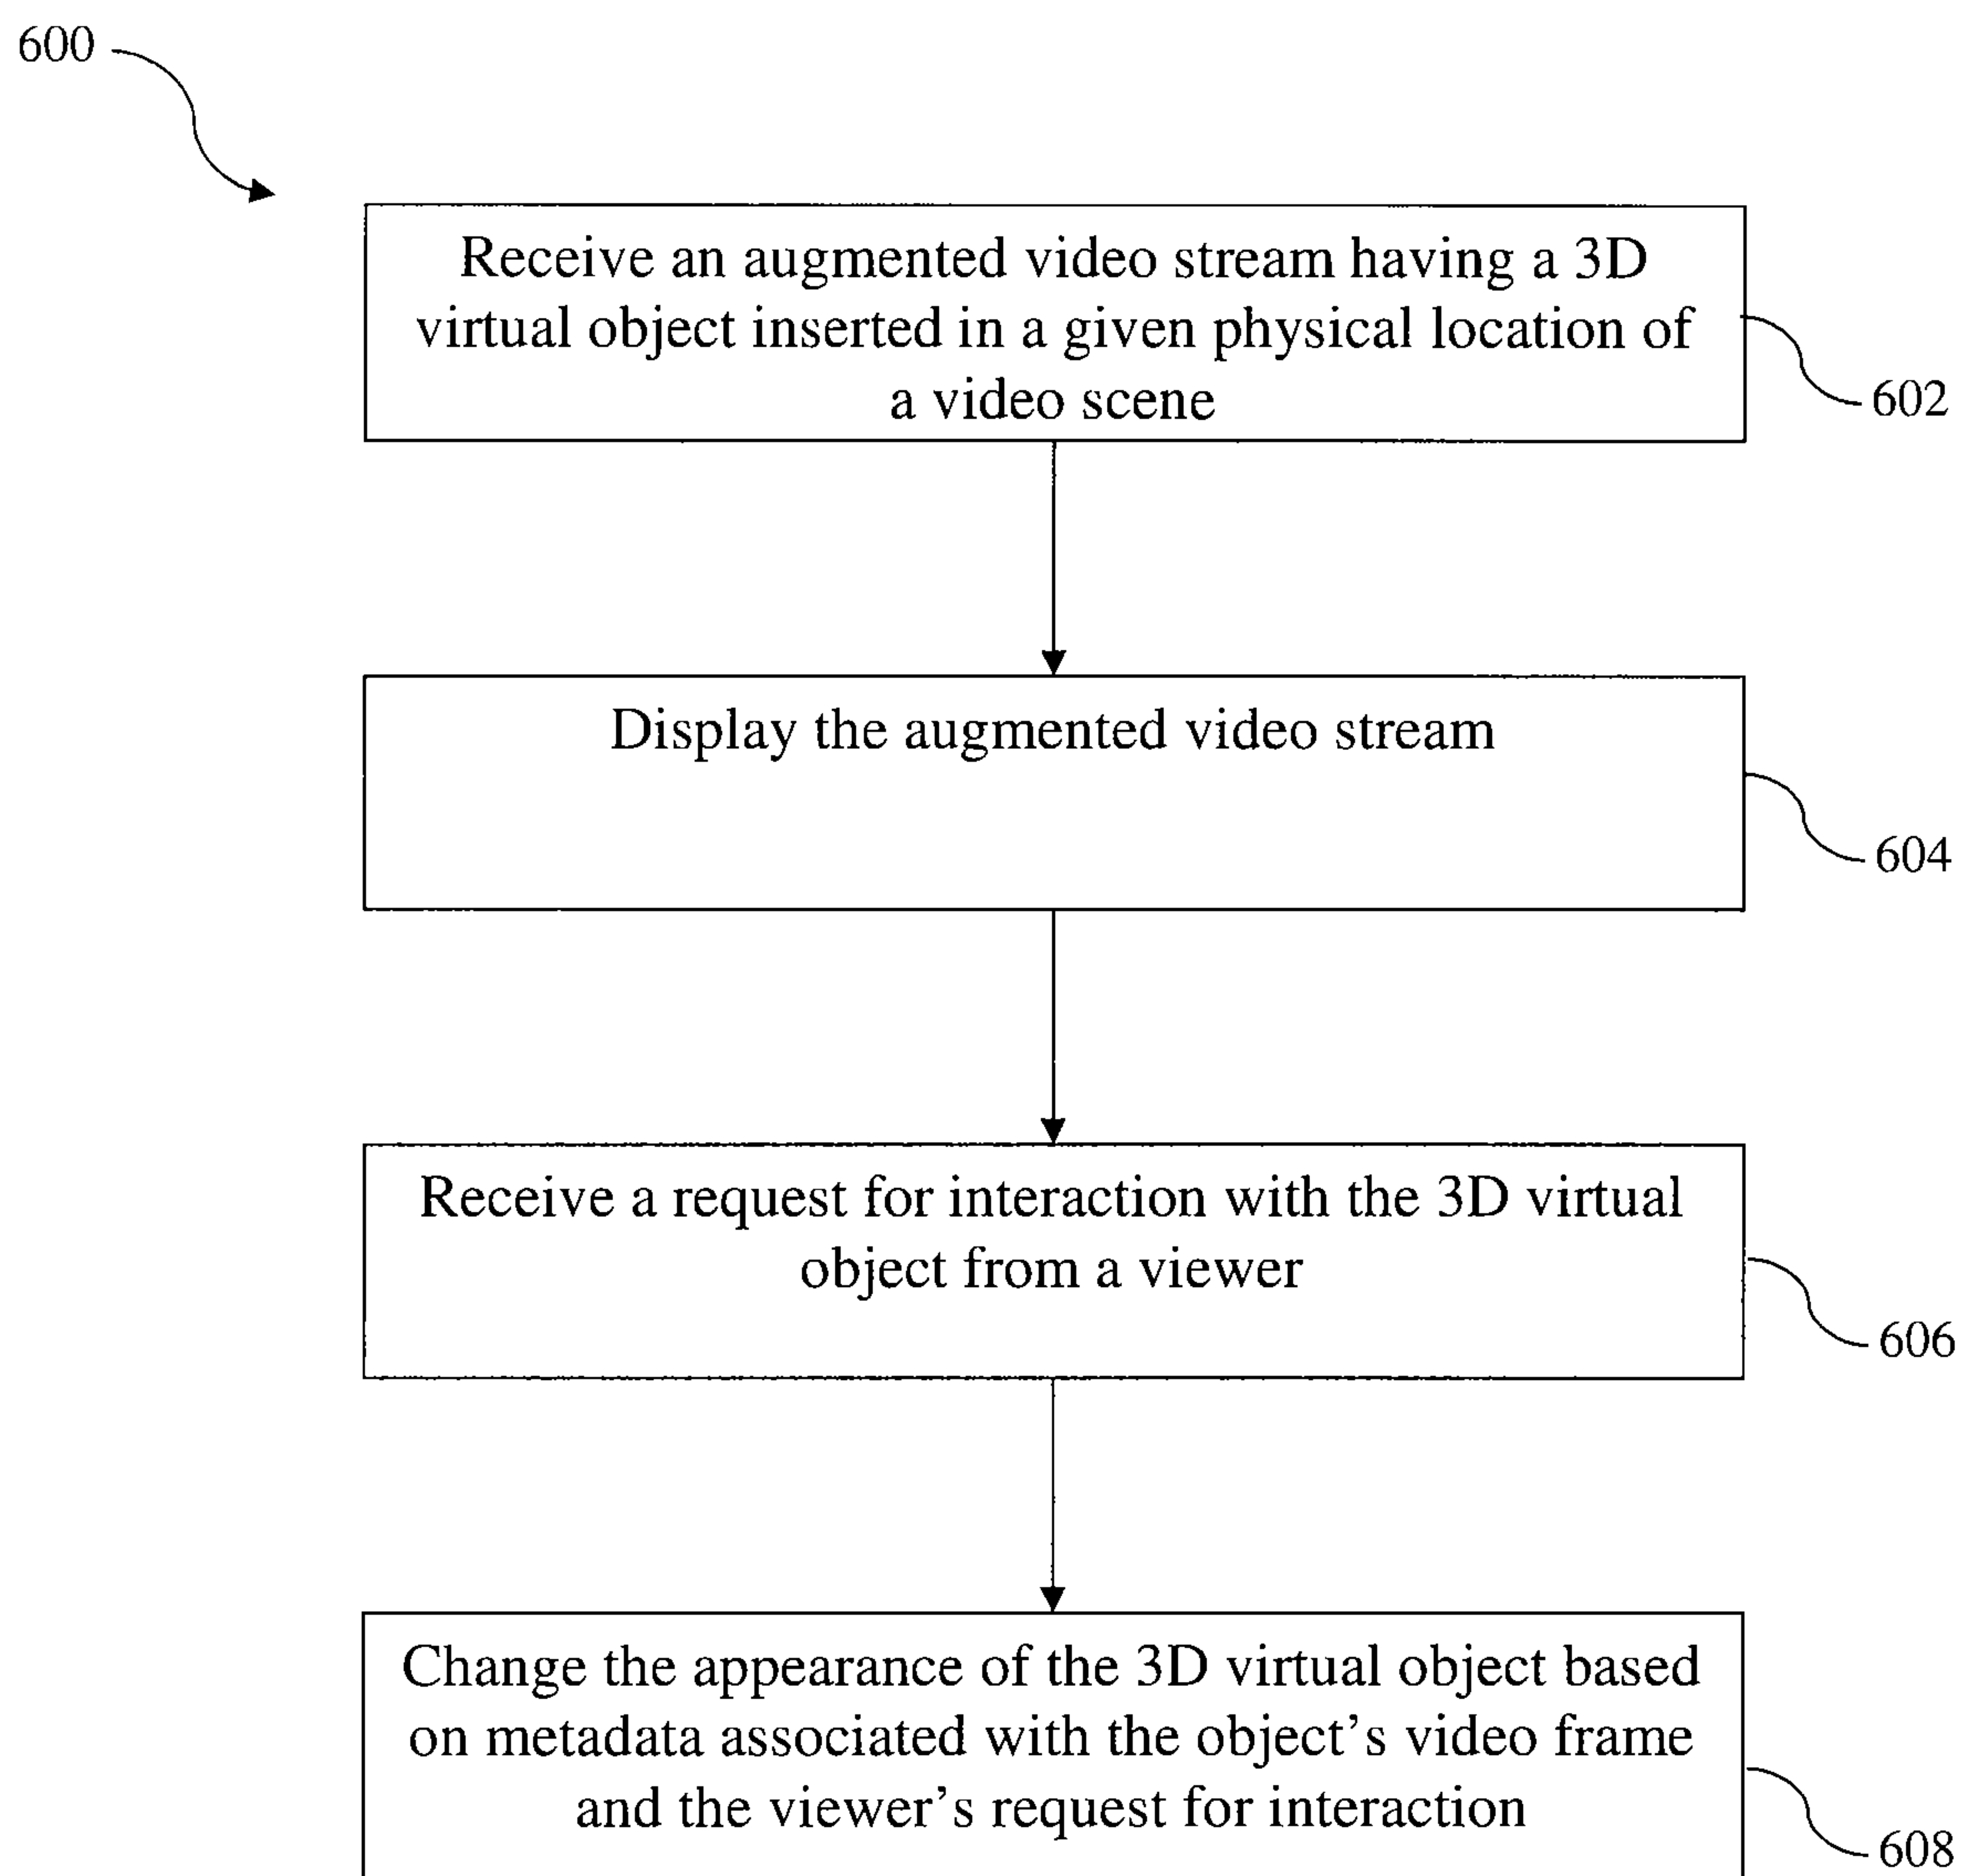 600
Receive an augmented video stream having a 3D
virtual object inserted in a given physical location of
a video scene
602
Display the augmented video stream
604
Receive a request for interaction with the 3D virtual
object from a viewer
606
Change the appearance of the 3D virtual object based
on metadata associated with the object’s video frame
and the viewer’s request for interaction
608